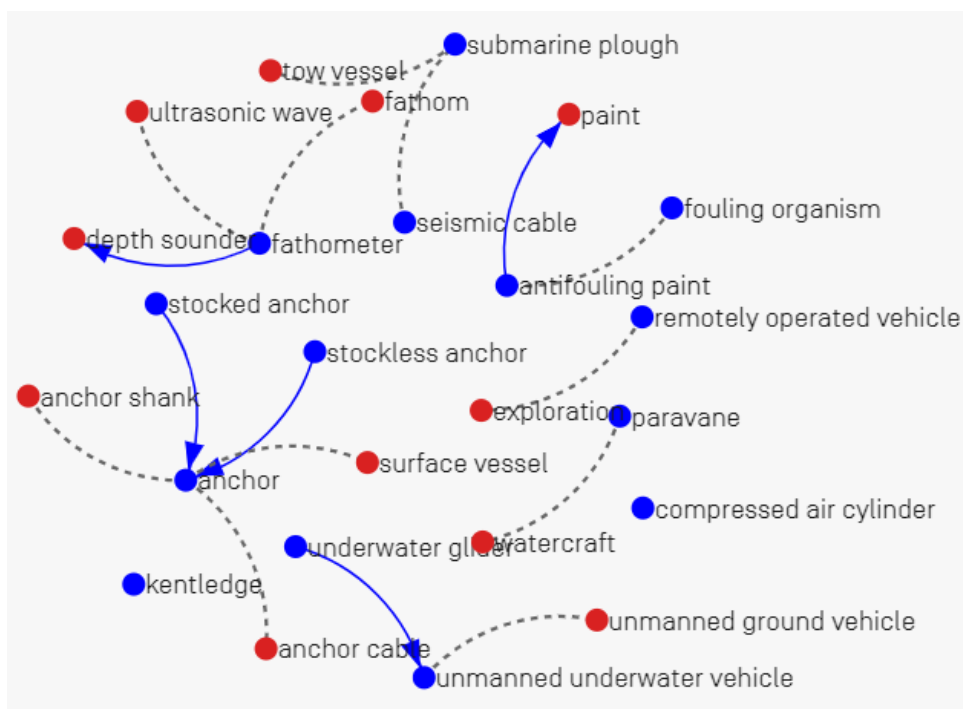 submarine plough
tow vessel
fathom
ultrasonic wave
paint
fouling organism
seismic cable
depth sounder
fathometer
antifouling paint
stocked anchor
remotely operated vehicle
stockless anchor
anchor shank
exploration
paravane
surface vessel
anchor
compressed air cylinder
underwater glider
watercraft
kentledge
unmanned ground vehicle
anchor cable
unmanned underwater vehicle